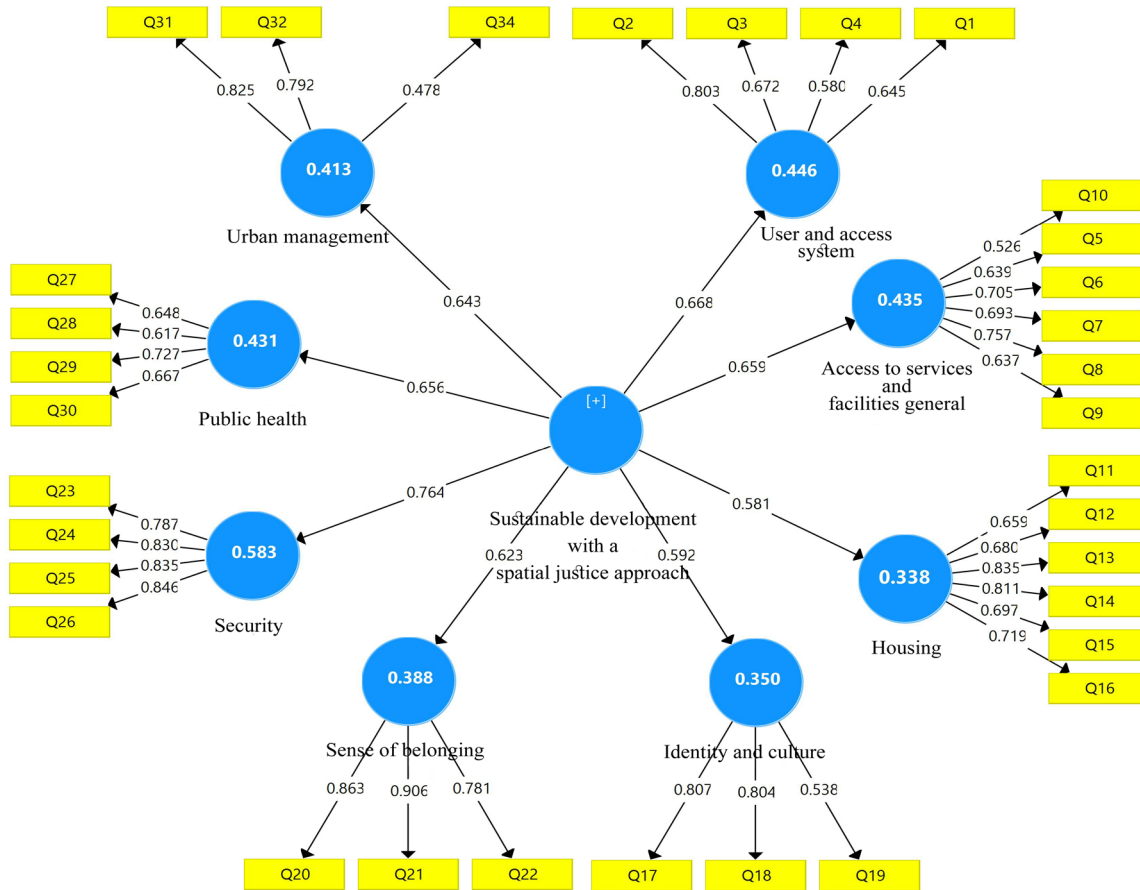 Q31
Q32
Q34
Q2
Q3
Q4
Q1
0.825
0.792
0.478
0.803
0.672
0.580
0.645
0.413
Urban management
0.446
User and access
system
Q10
Q5
Q6
Q7
Q8
Q9
0.526
0.639
0.705
0.693
0.757
0.637
0.435
Access to services
and
facilities general
Q27
Q28
Q29
Q30
0.648
0.617
0.727
0.667
0.431
Public health
0.643
0.668
0.656
0.659
[+]
Sustainable development
with a
spatial justice approach
0.764
0.581
0.623
0.592
Q23
Q24
Q25
Q26
0.787
0.830
0.835
0.846
0.583
Security
Q11
Q12
Q13
Q14
Q15
Q16
0.659
0.680
0.835
0.811
0.697
0.719
0.338
Housing
0.388
Sense of belonging
0.863
0.906
0.781
Q20
Q21
Q22
0.350
Identity and culture
0.807
0.804
0.538
Q17
Q18
Q19